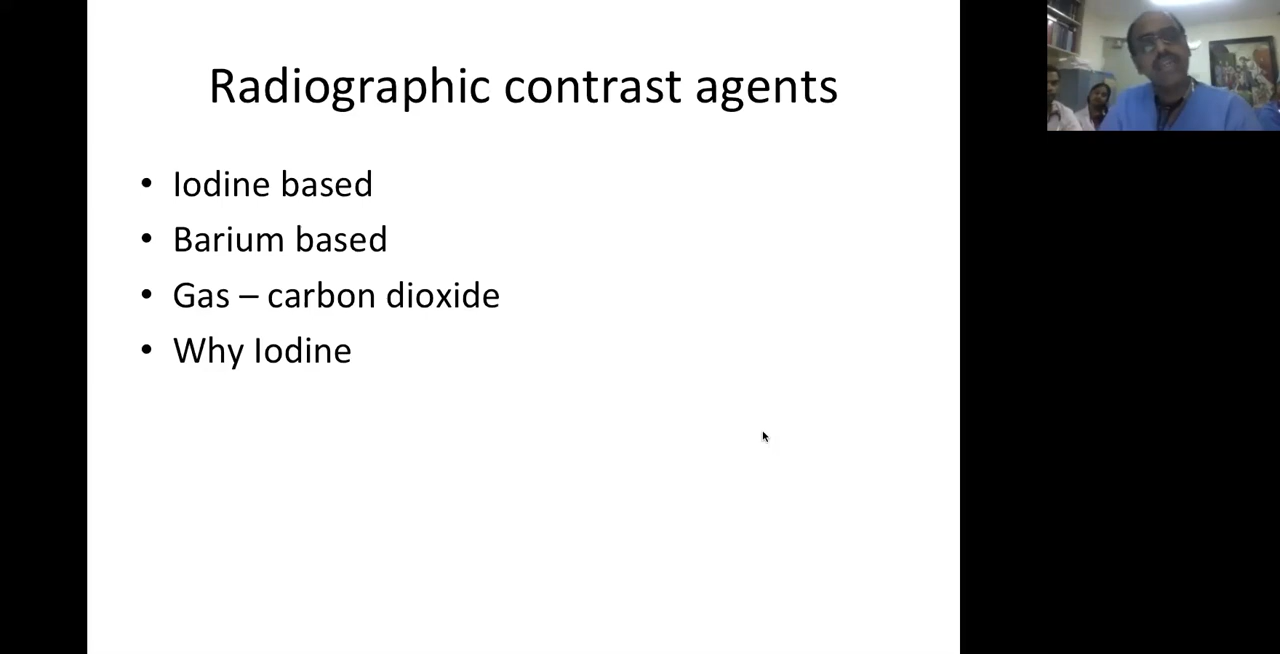 Radiographic contrast agents
• Iodine based
• Barium based
• Gas – carbon dioxide
• Why Iodine